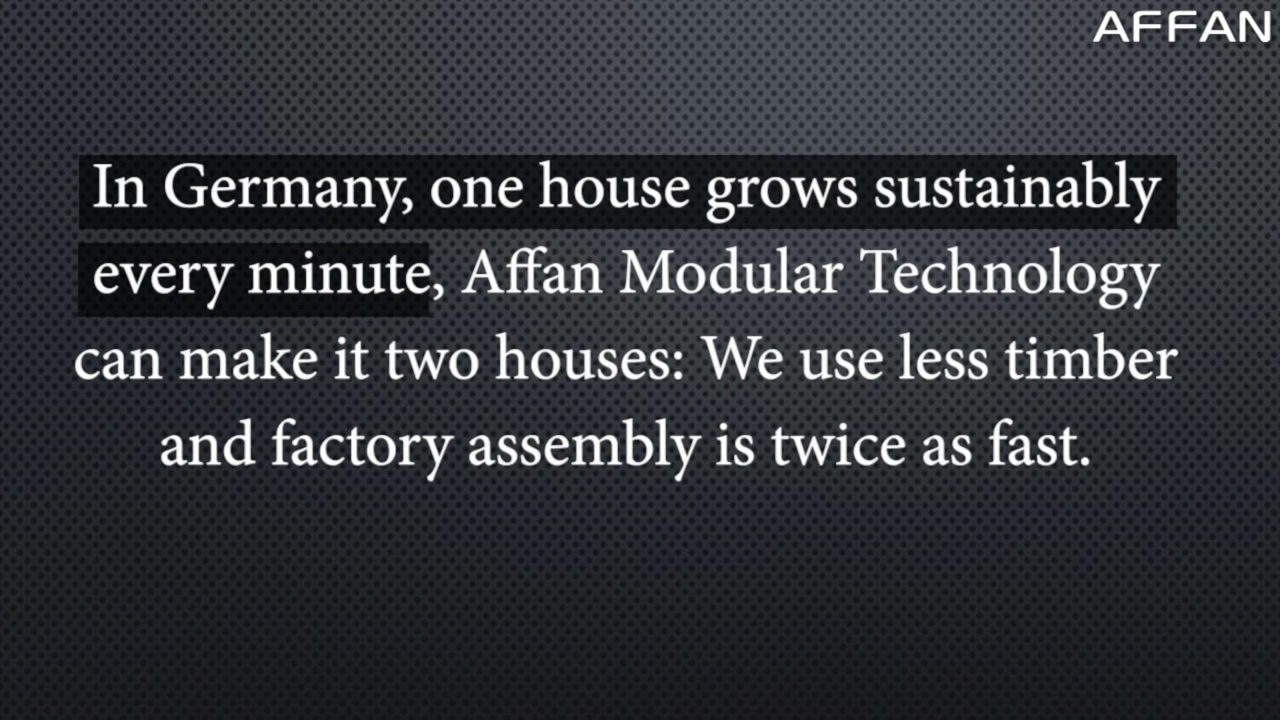 AFFAN
In Germany, one house grows sustainably
every minute, Affan Modular Technology
can make it two houses: We use less timber
and factory assembly is twice as fast.